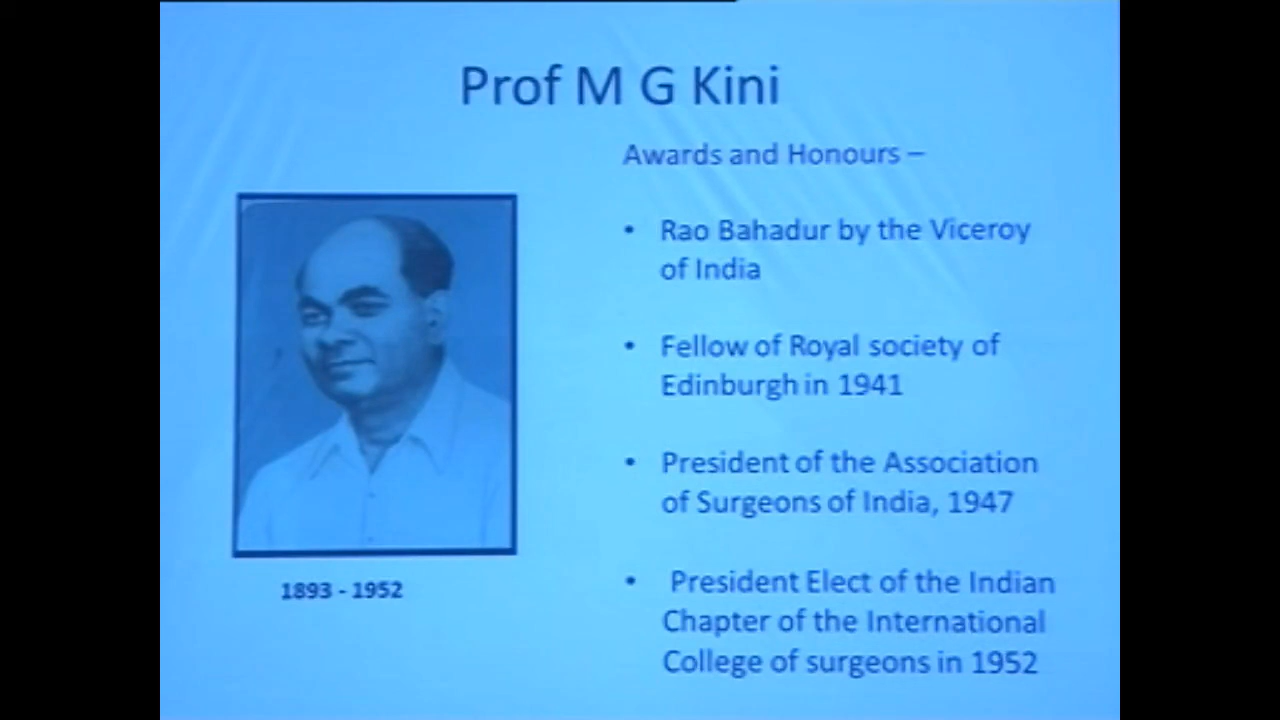 Prof M G Kini
Awards and Honours –
• Rao Bahadur by the Viceroy
of India
• Fellow of Royal society of
Edinburgh in 1941
• President of the Association
of Surgeons of India, 1947
• President Elect of the Indian
Chapter of the International
College of surgeons in 1952
1893 - 1952